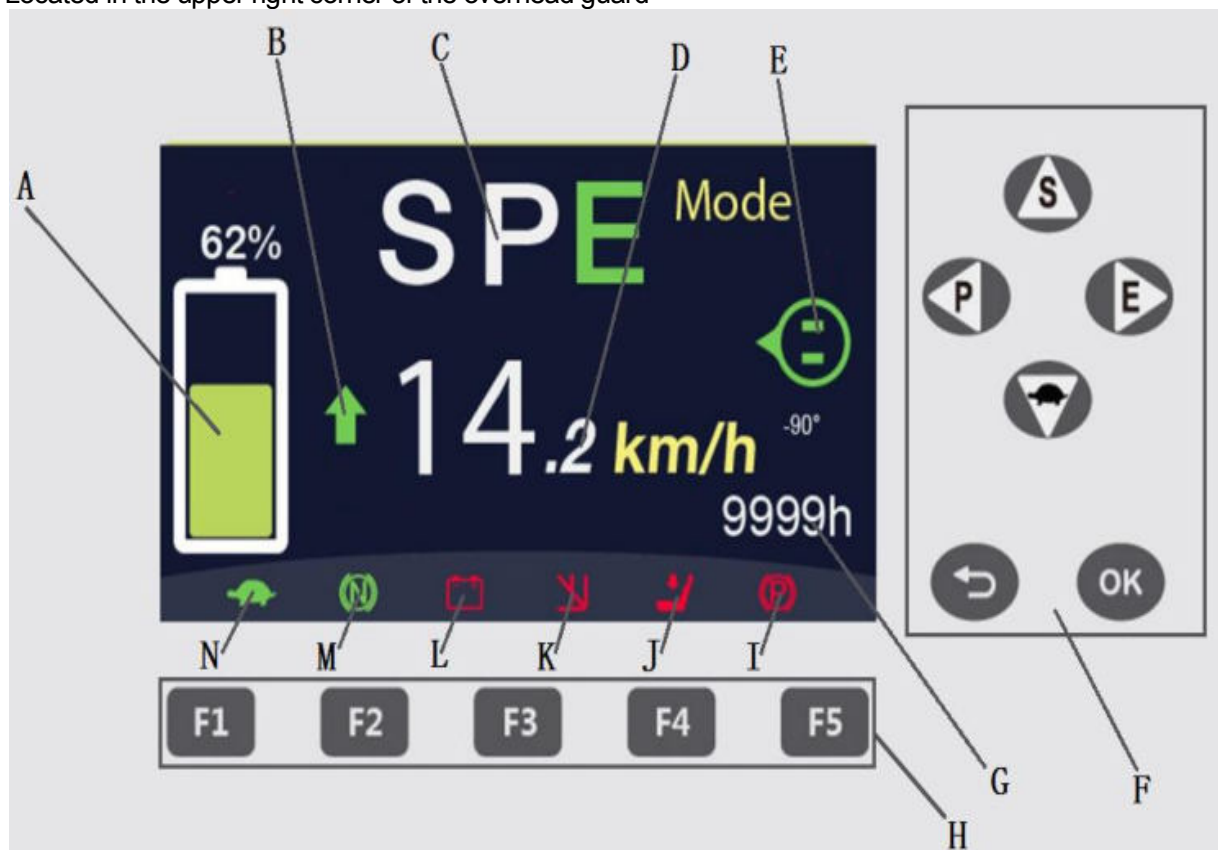 Located in the upper right corner of the overhead guard
B C D E
A
SPE Mode
62%
S
P E
14.2 km/h
-90°
9999h
N
OK
P
N M L K J I
F1 F2 F3 F4 F5
G F
H